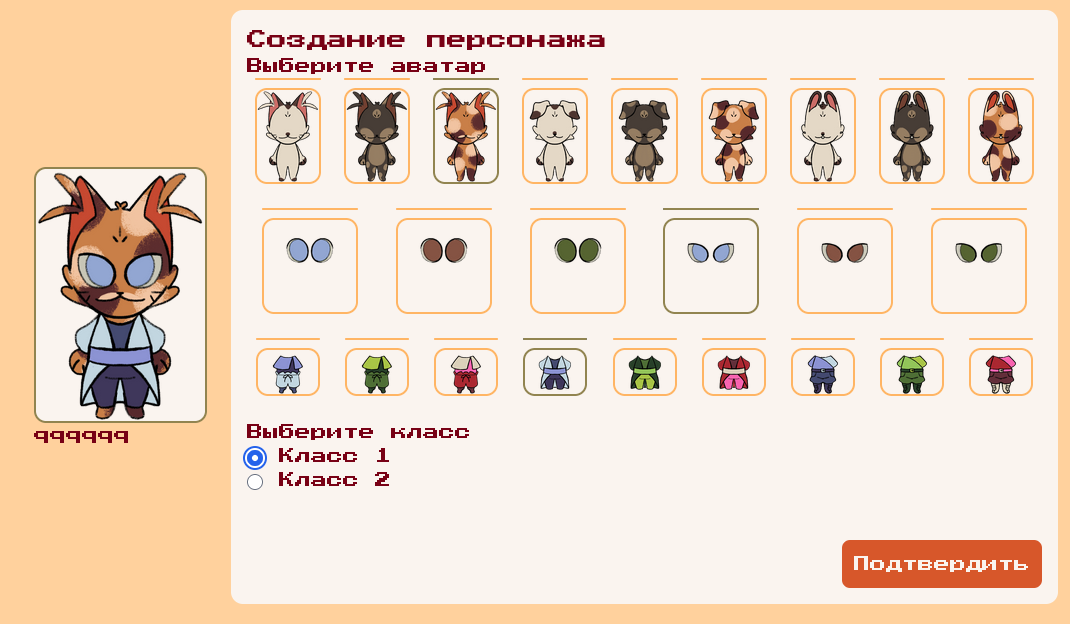 Создание персонажа
Выберите аватар
qqqqqq
Выберите класс
Класс 1
Класс 2
Подтвердить